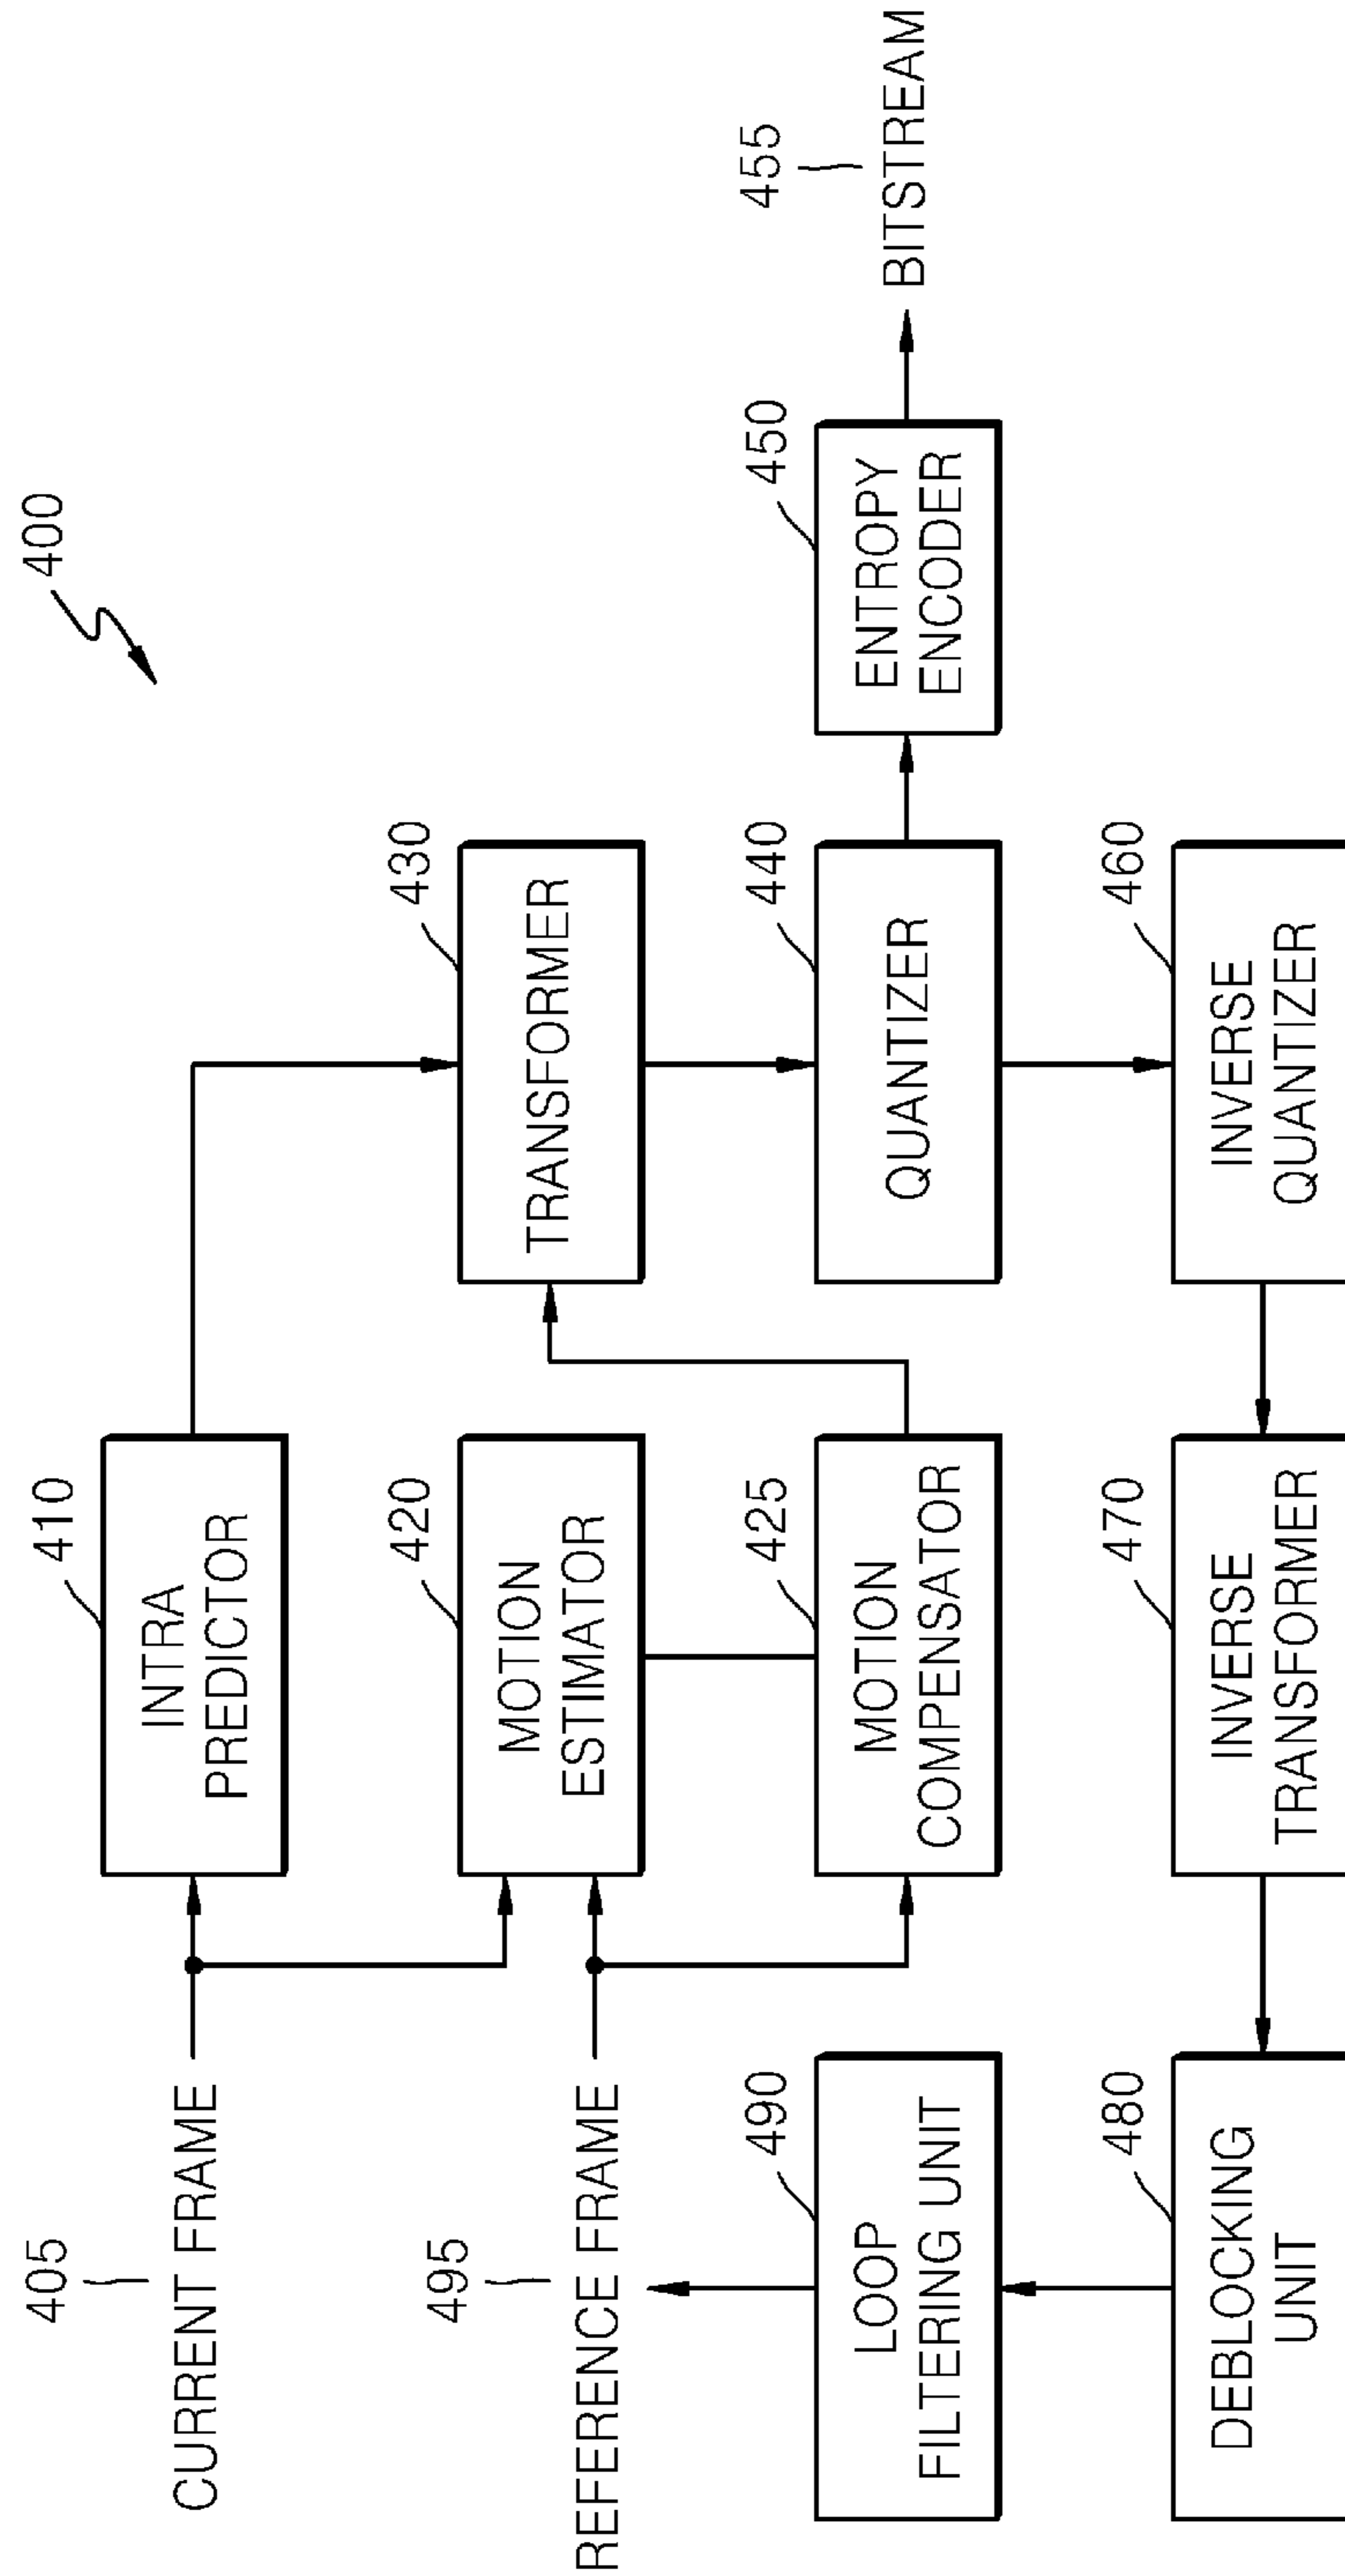 400
405
CURRENT FRAME
410
INTRA
PREDICTOR
495
REFERENCE FRAME
420
MOTION
ESTIMATOR
430
TRANSFORMER
490
LOOP
FILTERING UNIT
425
MOTION
COMPENSATOR
440
QUANTIZER
450
ENTROPY
ENCODER
455
BITSTREAM
480
DEBLOCKING
UNIT
470
INVERSE
TRANSFORMER
460
INVERSE
QUANTIZER